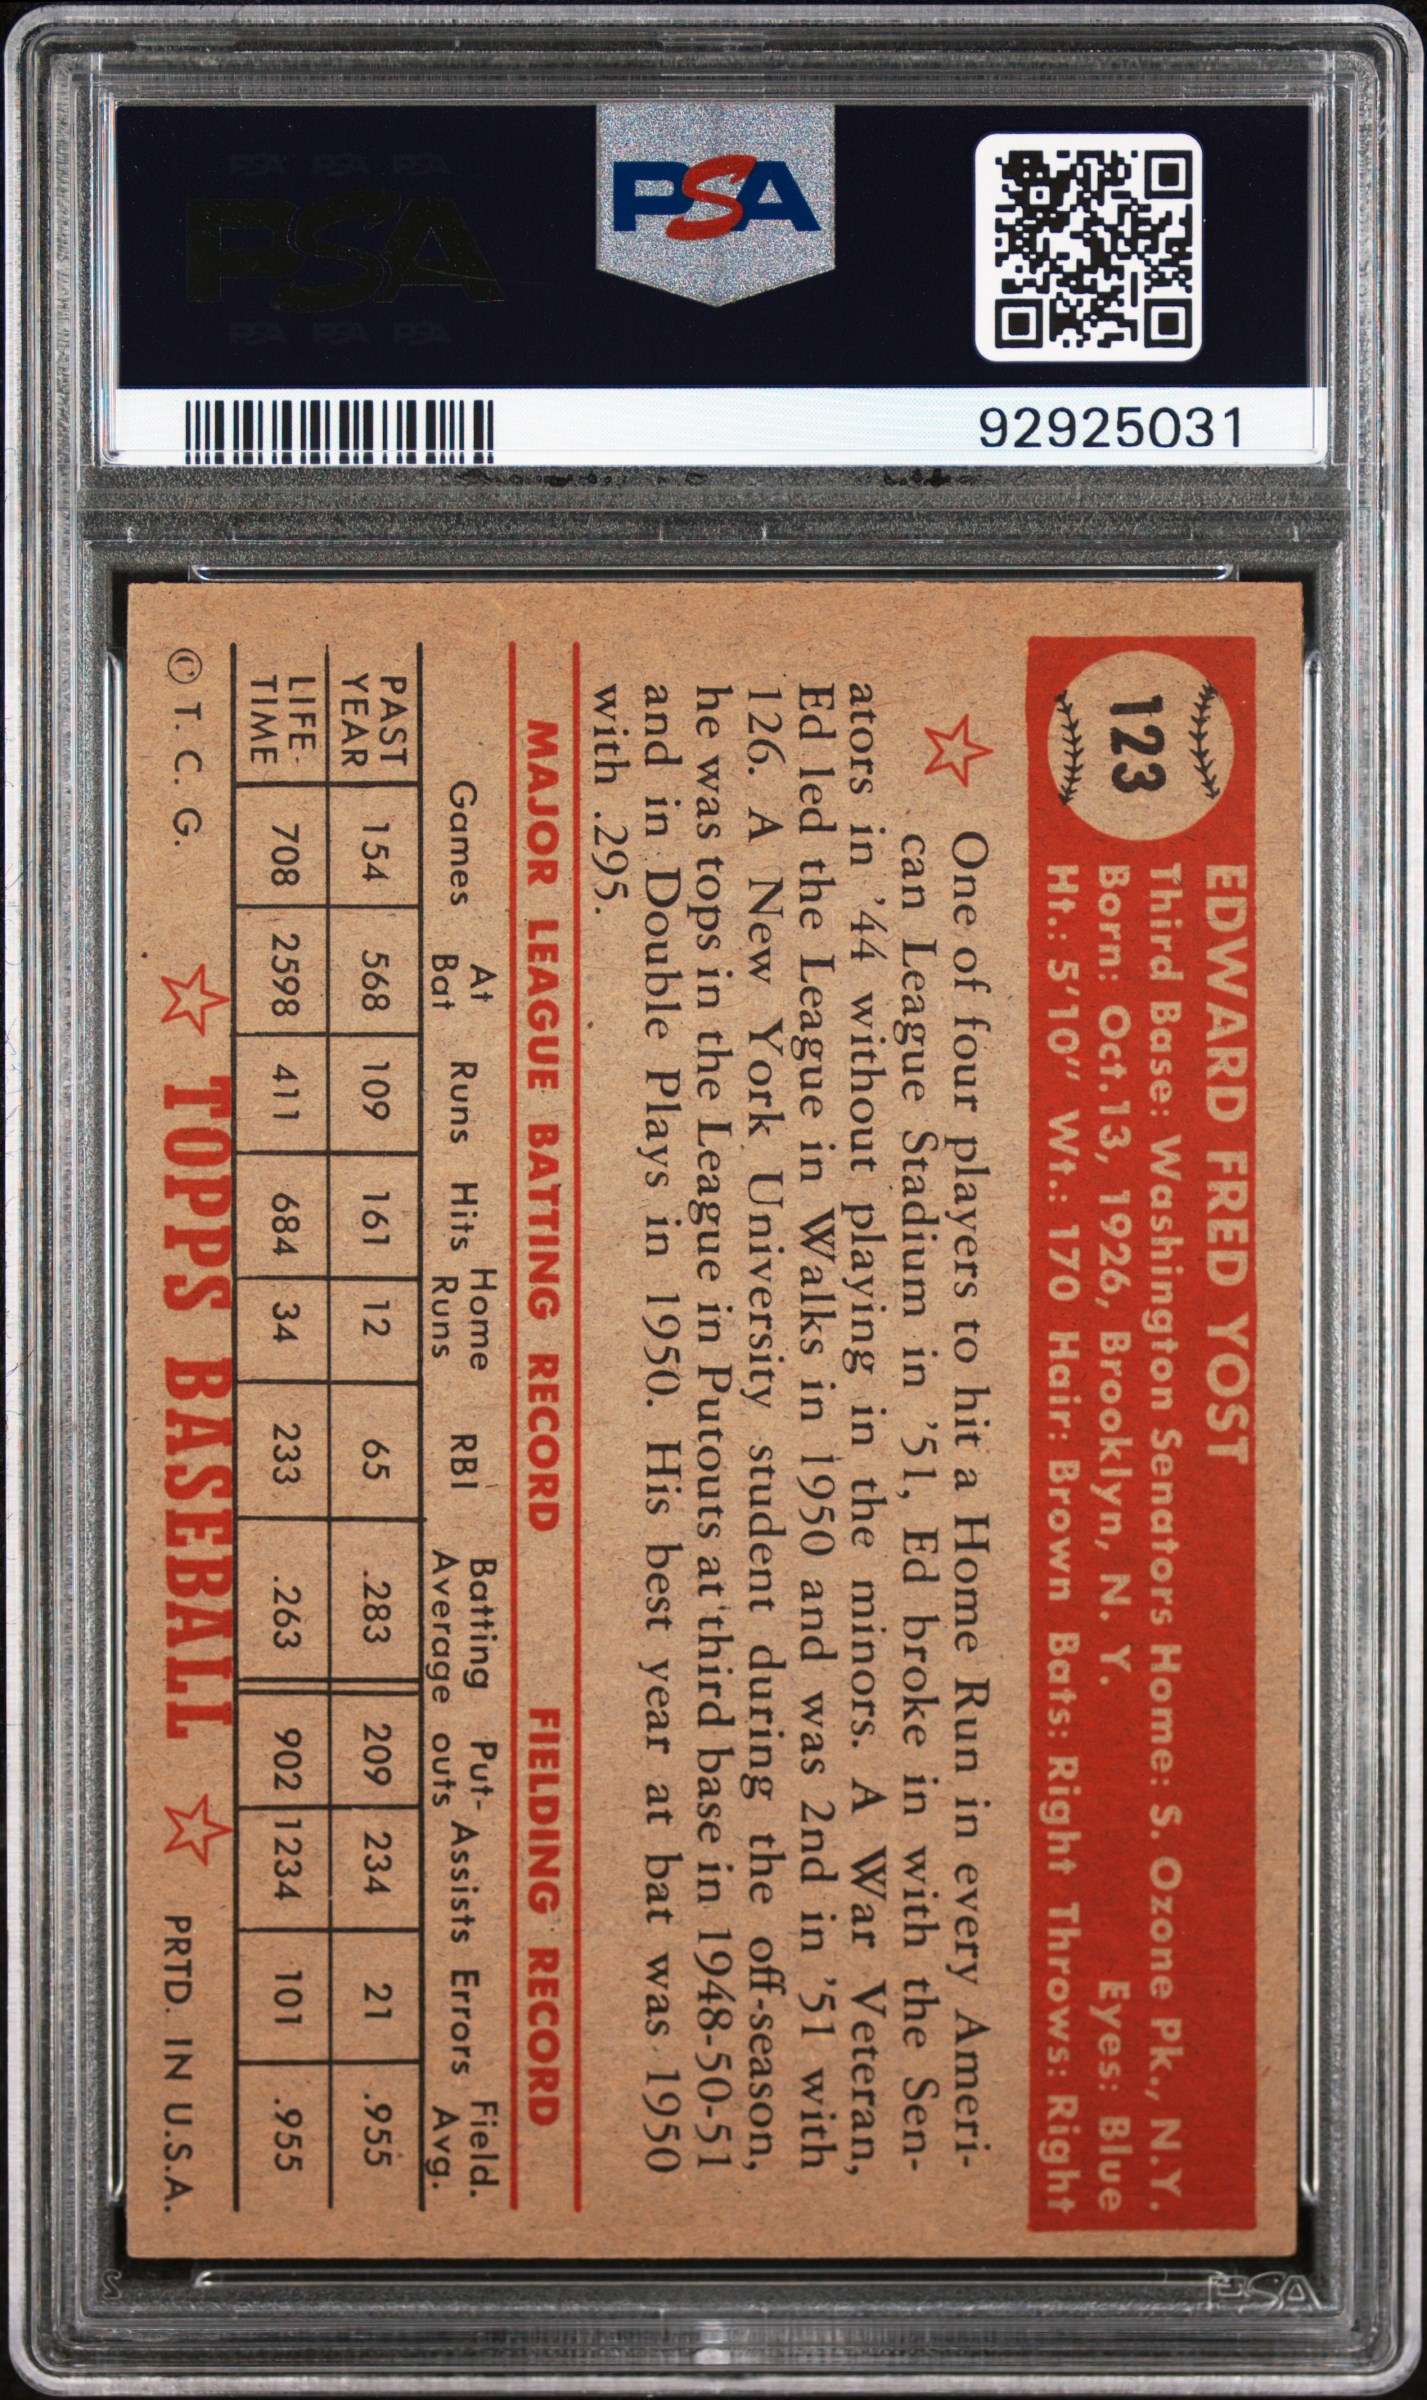 PSA PSA PSA
PSA
PSA PSA PSA
PSA
92925031
123
EDWARD FRED YOST
Third Base: Washington Senators Home: S. Ozone Pk., N.Y.
Born: Oct. 13, 1926, Brooklyn, N. Y. Eyes: Blue
Ht.: 5'10" Wt.: 170 Hair: Brown Bats: Right Throws: Right
One of four players to hit a Home Run in every Ameri-
can League Stadium in '51, Ed broke in with the Sen-
ators in '44 without playing in the minors. A War Veteran,
Ed led the League in Walks in 1950 and was 2nd in '51 with
126. A New York University student during the off-season,
he was tops in the League in Putouts at third base in 1948-50-51
and in Double Plays in 1950. His best year at bat was 1950
with .295.
MAJOR LEAGUE BATTING RECORD FIELDING RECORD
Games At Bat Runs Hits Home Runs RBI Batting Average Put-outs Assists Errors Field. Avg.
PAST YEAR 154 568 109 161 12 65 .283 209 234 21 .955
LIFE-TIME 708 2598 411 684 34 233 .263 902 1234 101 .955
© T. C. G. TOPPS BASEBALL PRTD. IN U.S.A.
PSA